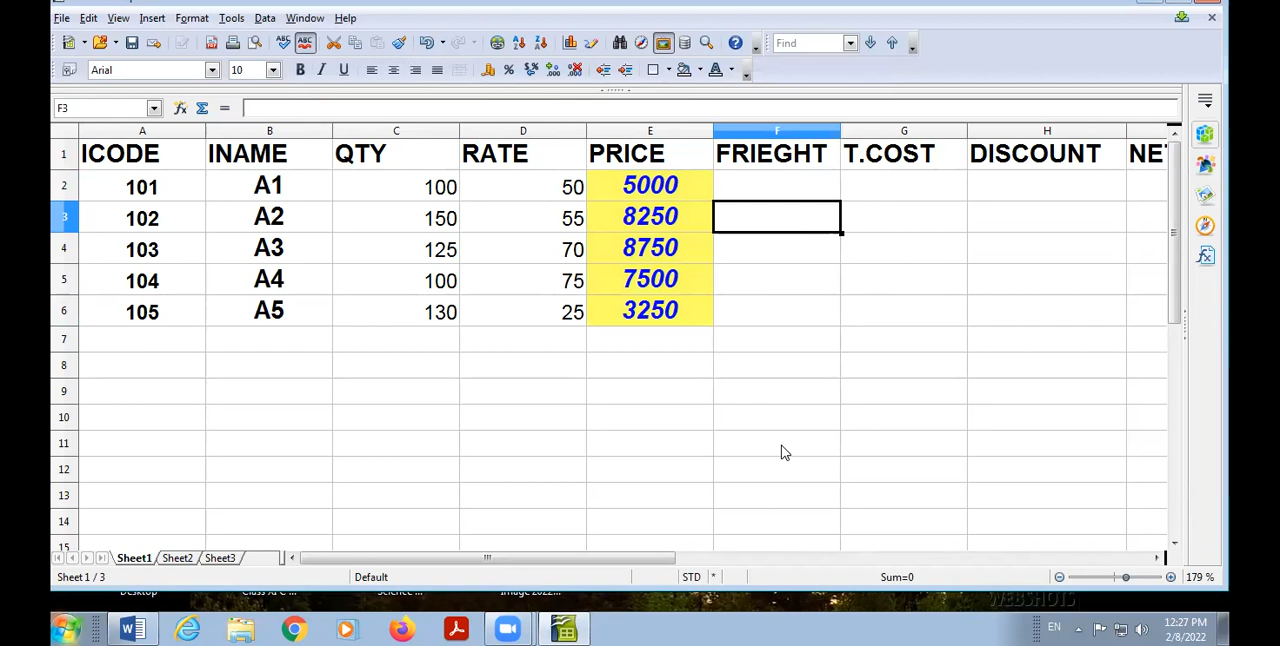 File Edit View Insert Format Tools Data Window Help
Find
Arial 10
F3
A B C D E F G H
1 ICODE INAME QTY RATE PRICE FRIEGHT T.COST DISCOUNT
2 101 A1 100 50 5000
3 102 A2 150 55 8250
4 103 A3 125 70 8750
5 104 A4 100 75 7500
6 105 A5 130 25 3250
7
8
9
10
11
12
13
14
15
Sheet1 Sheet2 Sheet3
Sheet 1 / 3 Default STD * Sum=0 179 %
Desktop
WEBSHOTS
EN 12:27 PM
2/8/2022